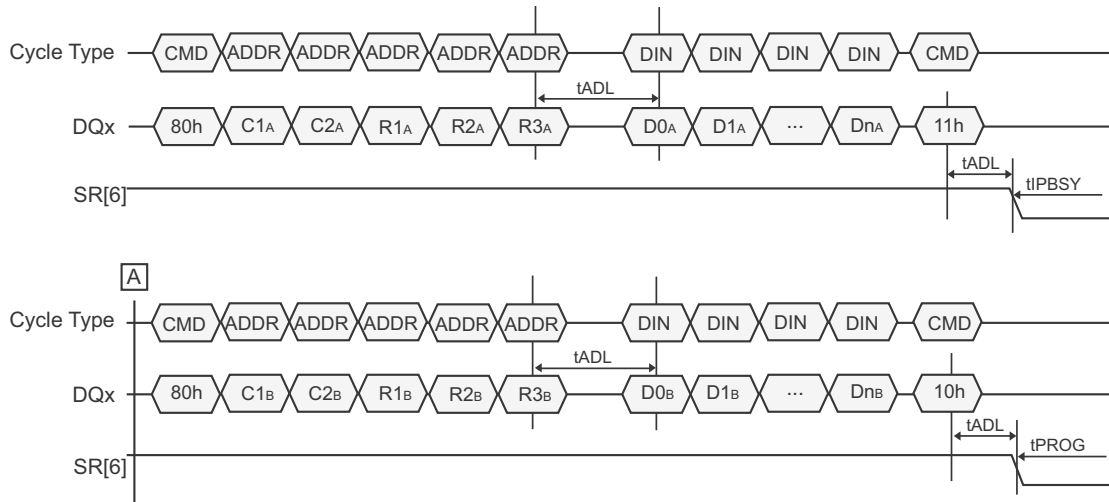 Cycle Type CMD ADDR ADDR ADDR ADDR ADDR DIN DIN DIN DIN CMD
tADL
DQx 80h C1A C2A R1A R2A R3A D0A D1A ... DnA 11h
tADL
SR[6] tIPBSY
A
Cycle Type CMD ADDR ADDR ADDR ADDR ADDR DIN DIN DIN DIN CMD
tADL
DQx 80h C1B C2B R1B R2B R3B D0B D1B ... DnB 10h
tADL
SR[6] tPROG